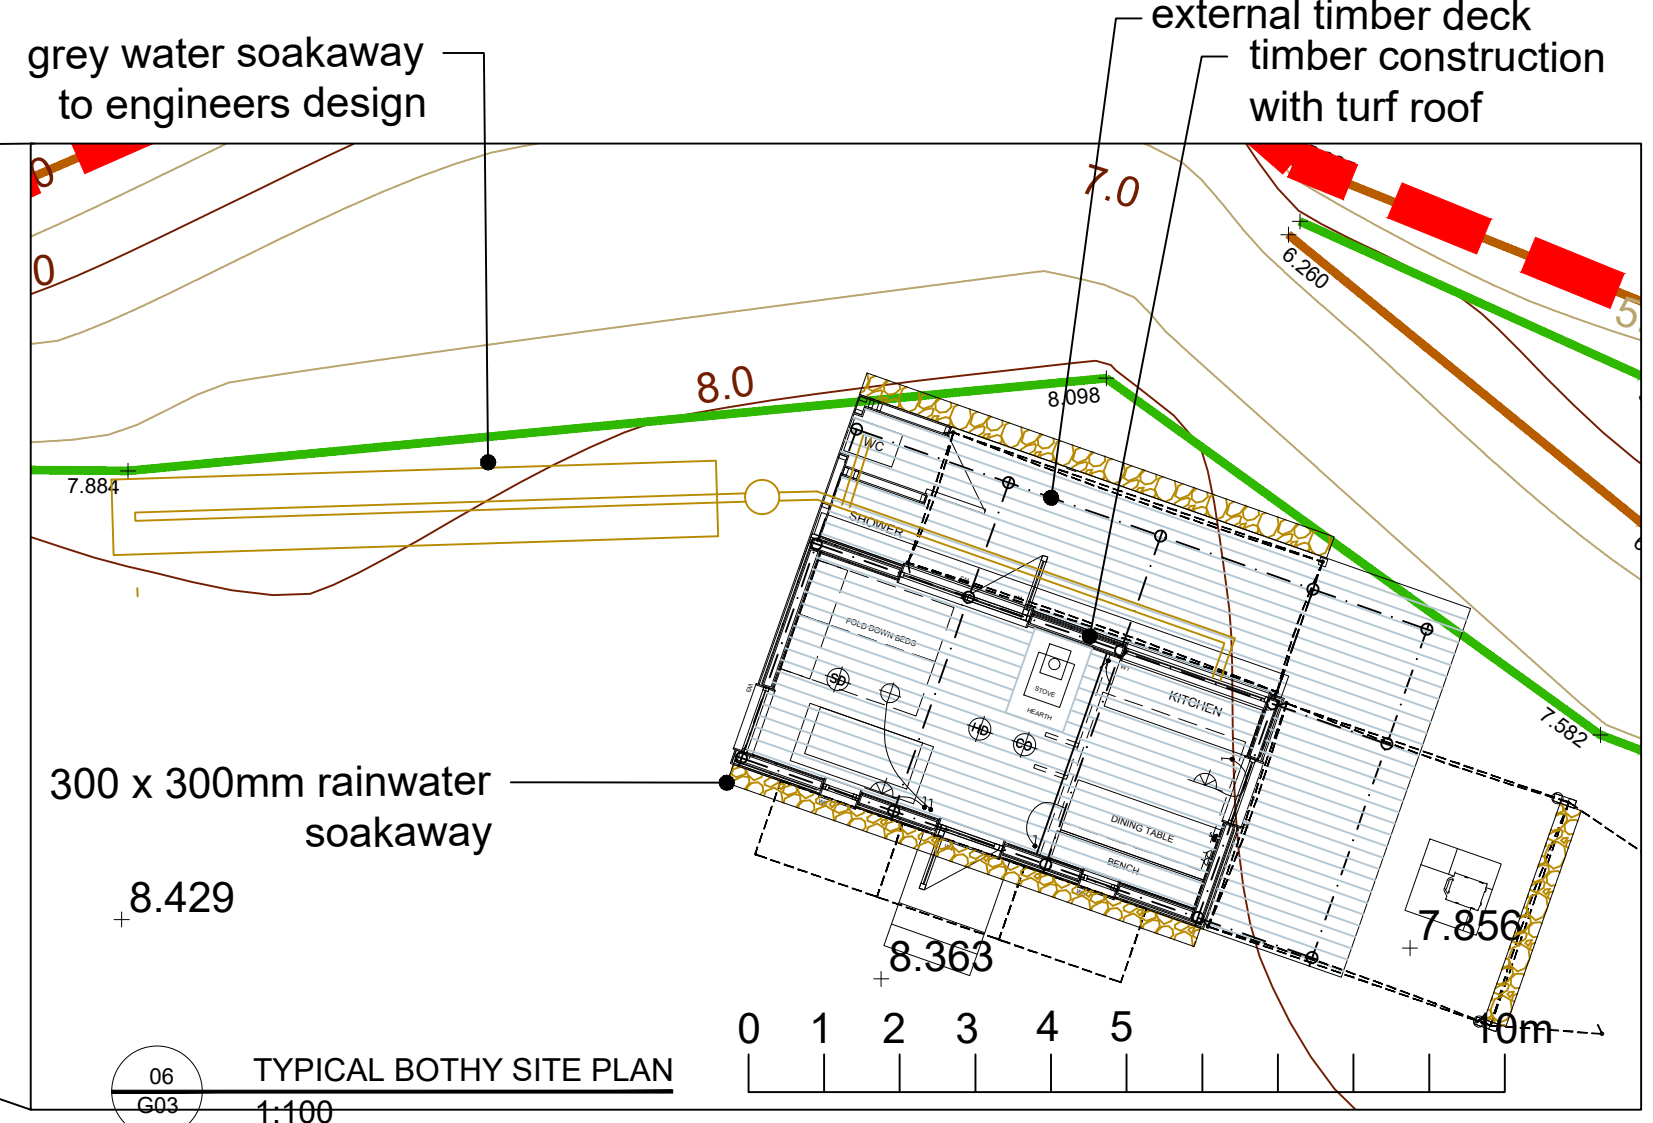 external timber deck
grey water soakaway
to engineers design
timber construction
with turf roof
0
7.0
0
6.260
5.
8.0
8.098
7.884
WC
SHOWER
FOLD DOWN BEDS
SD
STOVE
HEARTH
KITCHEN
HD
CD
7.582
300 x 300mm rainwater
soakaway
DINING TABLE
BENCH
8.429
7.856
8.363
0 1 2 3 4 5 10m
06
G03
TYPICAL BOTHY SITE PLAN
1:100